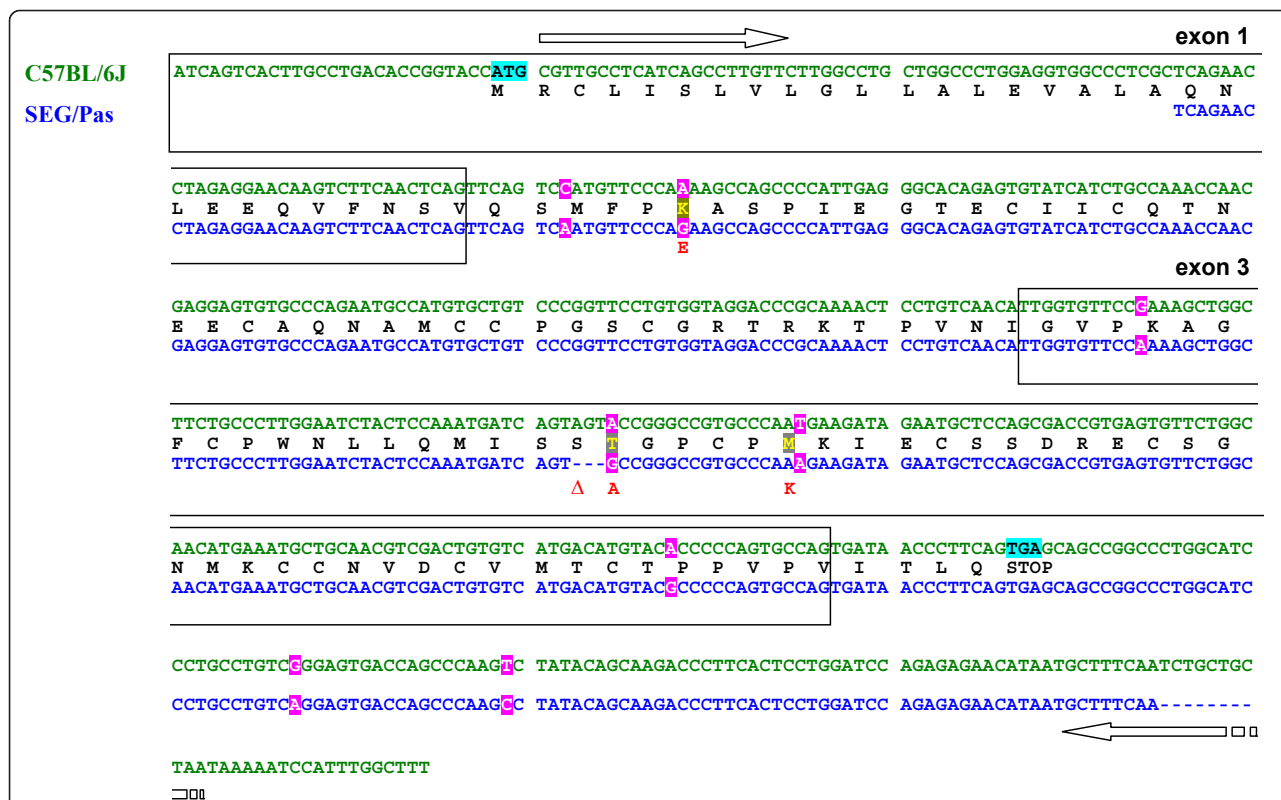 exon 1
C57BL/6J ATCAGTCACTTGCCTGACACCGGTACCATG CGTTGCCTCATCAGCCTTGTTCTTGGCCTG CTGGCCCTGGAGGTGGCCCTCGCTCAGAAC
M R C L I S L V L G L L A L E V A L A Q N
SEG/Pas TCAGAAC
CTAGAGGAACAAGTCTTCAACTCAGTTCAG TCCATGTTCCCAAAAGCCAGCCCCATTGAG GGCACAGAGTGTATCATCTGCCAAACCAAC
L E E Q V F N S V Q S M F P K A S P I E G T E C I I C Q T N
CTAGAGGAACAAGTCTTCAACTCAGTTCAG TCAATGTTCCCAGAAGCCAGCCCCATTGAG GGCACAGAGTGTATCATCTGCCAAACCAAC
E
exon 3
GAGGAGTGTGCCCAGAATGCCATGTGCTGT CCCGGTTCCTGTGGTAGGACCCGCAAAACT CCTGTCAACATTGGTGTTCCGAAAGCTGGC
E E C A Q N A M C C P G S C G R T R K T P V N I G V P K A G
GAGGAGTGTGCCCAGAATGCCATGTGCTGT CCCGGTTCCTGTGGTAGGACCCGCAAAACT CCTGTCAACATTGGTGTTCCAAAAGCTGGC
TTCTGCCCTTGGAATCTACTCCAAATGATC AGTAGTACCGGGCCGTGCCCAATGAAGATA GAATGCTCCAGCGACCGTGAGTGTTCTGGC
F C P W N L L Q M I S S T G P C P M K I E C S S D R E C S G
TTCTGCCCTTGGAATCTACTCCAAATGATC AGT---GCCGGGCCGTGCCCAAAGAAGATA GAATGCTCCAGCGACCGTGAGTGTTCTGGC
Δ A K
AACATGAAATGCTGCAACGTCGACTGTGTC ATGACATGTACACCCCCAGTGCCAGTGATA ACCCTTCAGTGAGCAGCCGGCCCTGGCATC
N M K C C N V D C V M T C T P P V P V I T L Q STOP
AACATGAAATGCTGCAACGTCGACTGTGTC ATGACATGTACGCCCCCAGTGCCAGTGATA ACCCTTCAGTGAGCAGCCGGCCCTGGCATC
CCTGCCTGTCGGGAGTGACCAGCCCAAGTC TATACAGCAAGACCCTTCACTCCTGGATCC AGAGAGAACATAATGCTTTCAATCTGCTGC
CCTGCCTGTCAGGAGTGACCAGCCCAAGCC TATACAGCAAGACCCTTCACTCCTGGATCC AGAGAGAACATAATGCTTTCAA--------
TAATAAAAATCCATTTGGCTTT